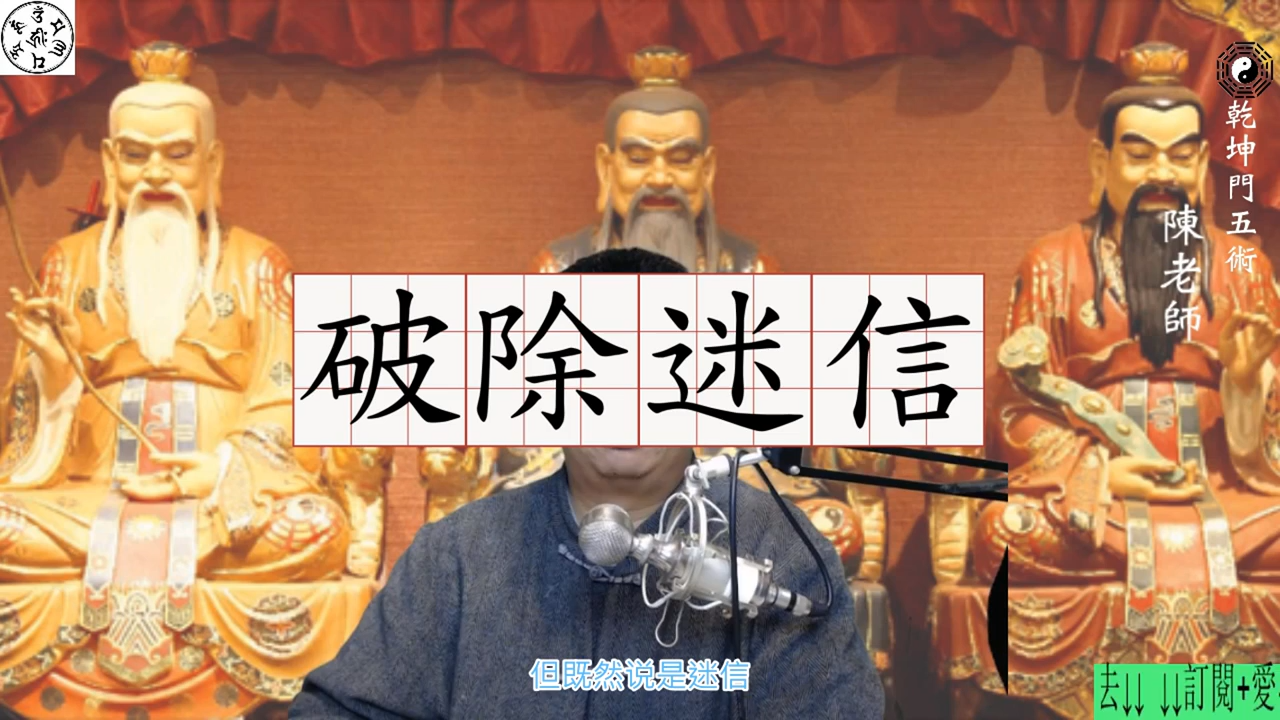 乾坤門五術
陳老師
破除迷信
但既然说是迷信
去↓↓ ↓↓訂閱+愛